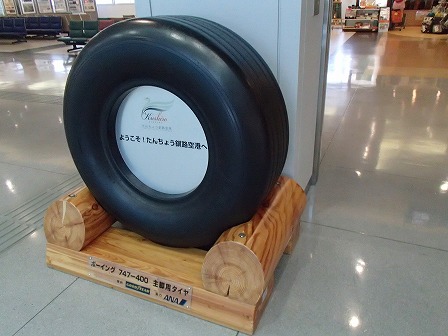 Kushiro
ようこそ!たんちょう釧路空港へ
ボーイング 747-400 主脚用タイヤ
ANA